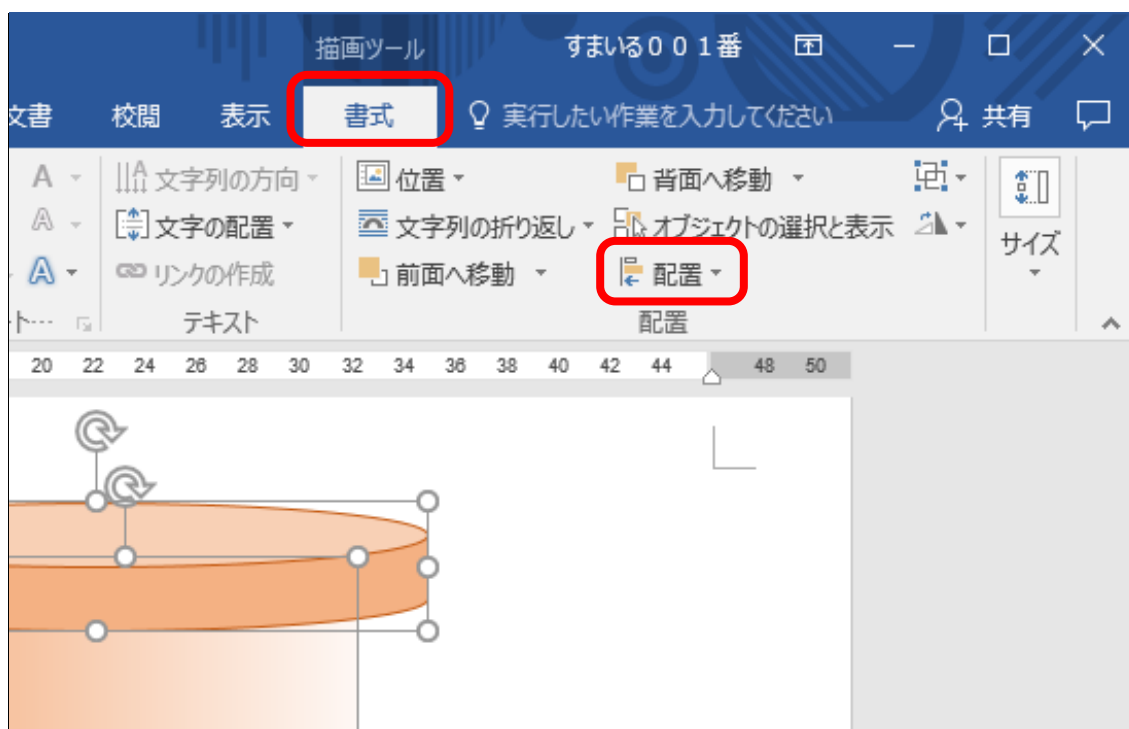 描画ツール すまいる００１番
文書 校閲 表示 書式 実行したい作業を入力してください 共有
A 文字列の方向 位置 背面へ移動
A 文字の配置 文字列の折り返し オブジェクトの選択と表示
A リンクの作成 前面へ移動 配置 サイズ
ト… テキスト 配置
20 22 24 26 28 30 32 34 36 38 40 42 44 48 50